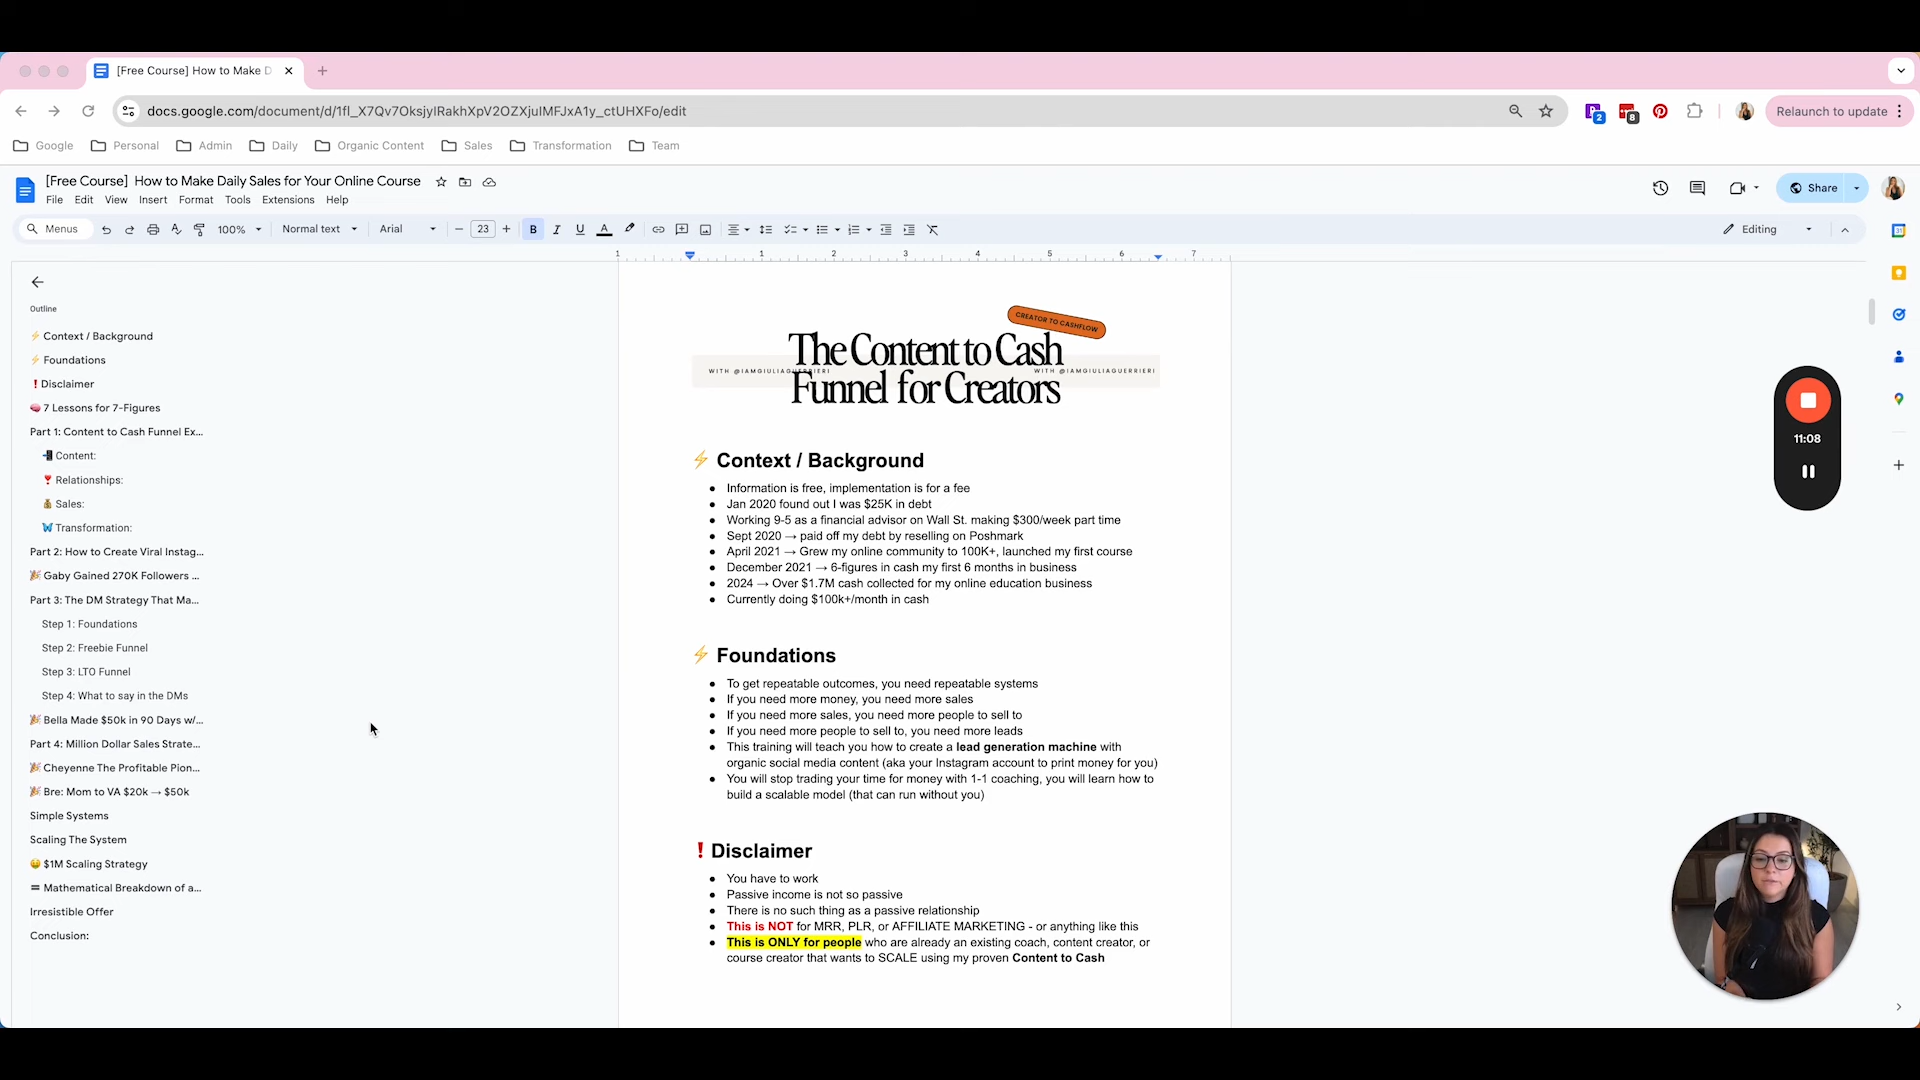 [Free Course] How to Make D
docs.google.com/document/d/1fI_X7Qv7OksjyIRakhXpV2OZXjuIMFJxA1y_ctUHXFo/edit
2
8
Relaunch to update
Google Personal Admin Daily Organic Content Sales Transformation Team
[Free Course] How to Make Daily Sales for Your Online Course
File Edit View Insert Format Tools Extensions Help
Share
Menus 100% Normal text Arial 23 B I U A Editing
1 1 2 3 4 5 6 7
Outline
⚡ Context / Background
⚡ Foundations
❗ Disclaimer
🧠 7 Lessons for 7-Figures
Part 1: Content to Cash Funnel Ex...
📲 Content:
❣️ Relationships:
💰 Sales:
🦋 Transformation:
Part 2: How to Create Viral Instag...
🎉 Gaby Gained 270K Followers ...
Part 3: The DM Strategy That Ma...
Step 1: Foundations
Step 2: Freebie Funnel
Step 3: LTO Funnel
Step 4: What to say in the DMs
🎉 Bella Made $50k in 90 Days w/...
Part 4: Million Dollar Sales Strate...
🎉 Cheyenne The Profitable Pion...
🎉 Bre: Mom to VA $20k → $50k
Simple Systems
Scaling The System
🤑 $1M Scaling Strategy
🟰 Mathematical Breakdown of a...
Irresistible Offer
Conclusion:
CREATOR TO CASHFLOW
The Content to Cash
WITH @IAMGIULIAGUERRIERI WITH @IAMGIULIAGUERRIERI
Funnel for Creators
⚡ Context / Background
● Information is free, implementation is for a fee
● Jan 2020 found out I was $25K in debt
● Working 9-5 as a financial advisor on Wall St. making $300/week part time
● Sept 2020 → paid off my debt by reselling on Poshmark
● April 2021 → Grew my online community to 100K+, launched my first course
● December 2021 → 6-figures in cash my first 6 months in business
● 2024 → Over $1.7M cash collected for my online education business
● Currently doing $100k+/month in cash
⚡ Foundations
● To get repeatable outcomes, you need repeatable systems
● If you need more money, you need more sales
● If you need more sales, you need more people to sell to
● If you need more people to sell to, you need more leads
● This training will teach you how to create a lead generation machine with
organic social media content (aka your Instagram account to print money for you)
● You will stop trading your time for money with 1-1 coaching, you will learn how to
build a scalable model (that can run without you)
❗ Disclaimer
● You have to work
● Passive income is not so passive
● There is no such thing as a passive relationship
● This is NOT for MRR, PLR, or AFFILIATE MARKETING - or anything like this
● This is ONLY for people who are already an existing coach, content creator, or
course creator that wants to SCALE using my proven Content to Cash
11:08
31